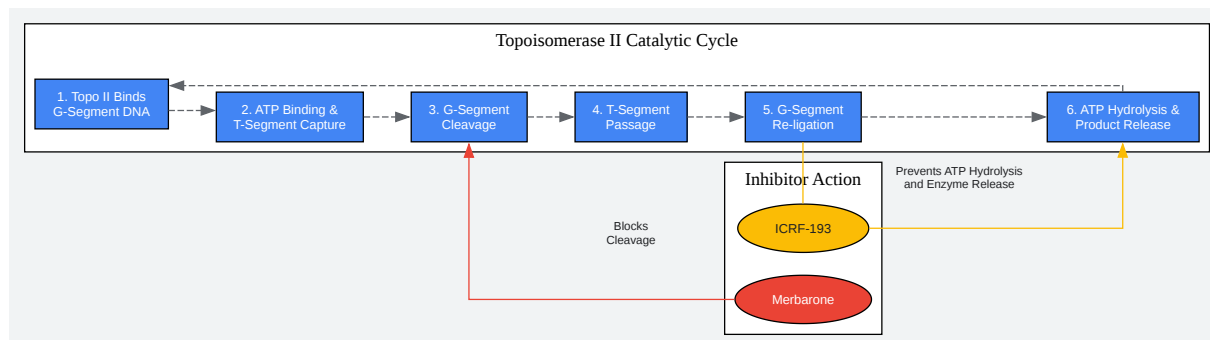 Topoisomerase II Catalytic Cycle
1. Topo II Binds
G-Segment DNA
2. ATP Binding &
T-Segment Capture
3. G-Segment
Cleavage
4. T-Segment
Passage
5. G-Segment
Re-ligation
6. ATP Hydrolysis &
Product Release
Inhibitor Action
Prevents ATP Hydrolysis
and Enzyme Release
ICRF-193
Blocks
Cleavage
Merbarone